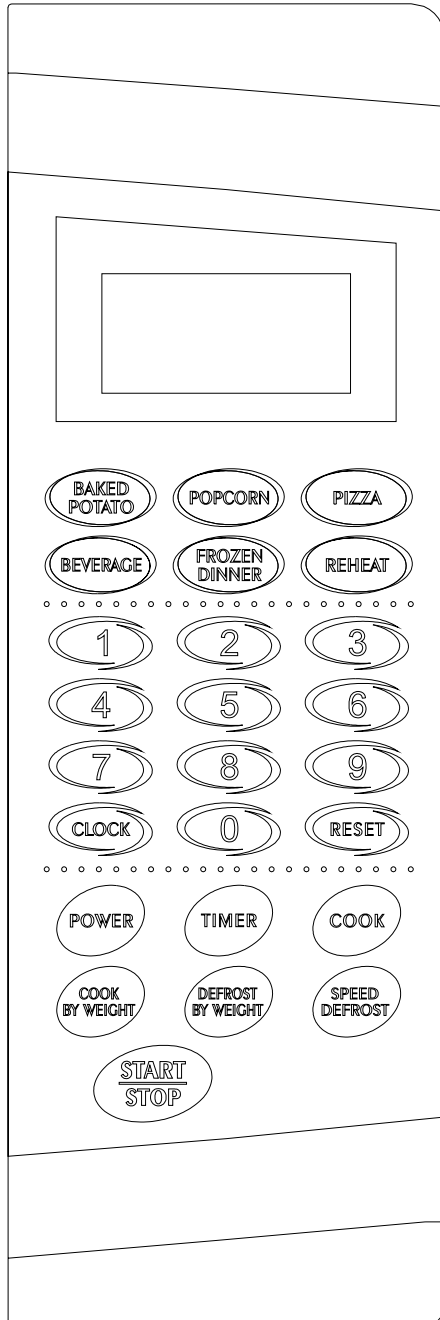 BAKED
POTATO
POPCORN
PIZZA
BEVERAGE
FROZEN
DINNER
REHEAT
1
2
3
4
5
6
7
8
9
CLOCK
0
RESET
POWER
TIMER
COOK
COOK
BY WEIGHT
DEFROST
BY WEIGHT
SPEED
DEFROST
START
STOP